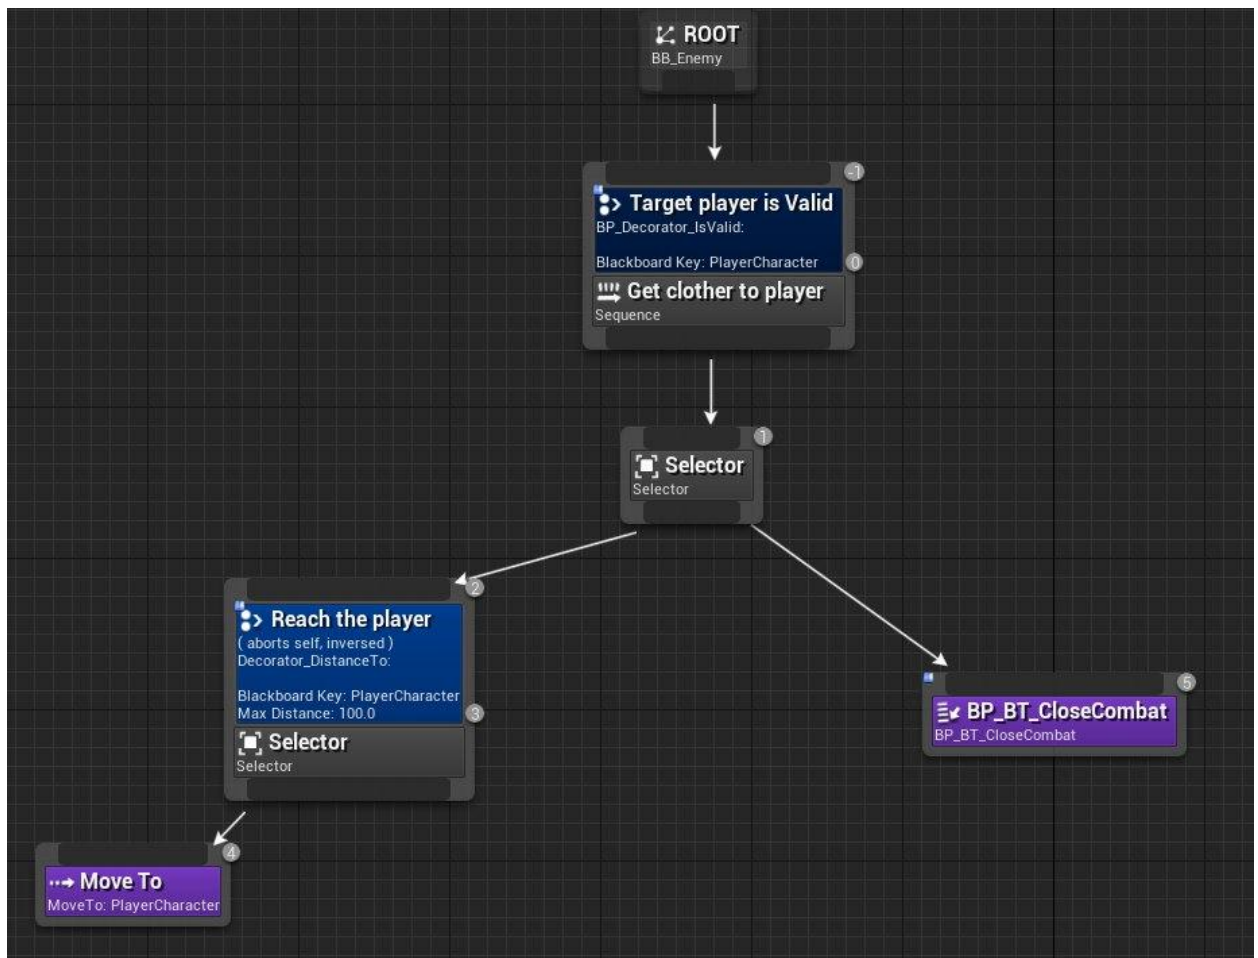 ROOT
BB_Enemy
-1
Target player is Valid
BP_Decorator_IsValid:
Blackboard Key: PlayerCharacter
0
Get clother to player
Sequence
1
Selector
Selector
2
Reach the player
( aborts self, inversed )
Decorator_DistanceTo:
Blackboard Key: PlayerCharacter
Max Distance: 100.0
3
Selector
Selector
4
Move To
MoveTo: PlayerCharacter
5
BP_BT_CloseCombat
BP_BT_CloseCombat